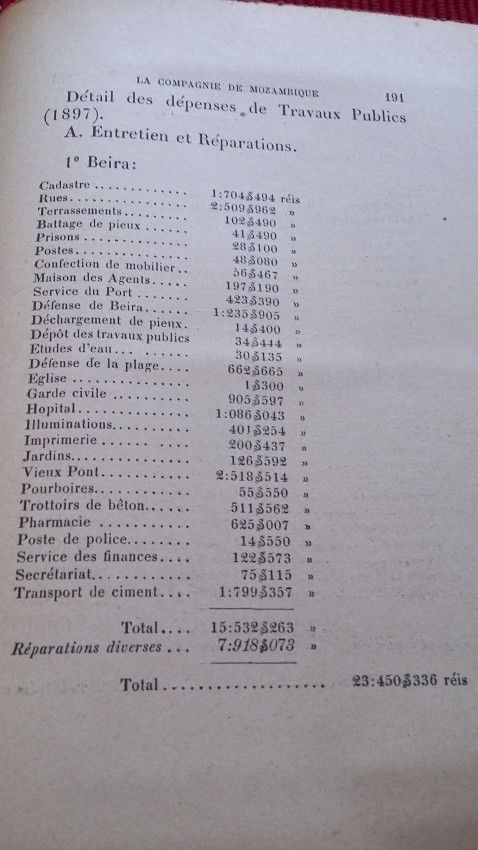 LA COMPAGNIE DE MOZAMBIQUE 191
Détail des dépenses de Travaux Publics
(1897).
A. Entretien et Réparations.
1º Beira:
Cadastre ............. 1:704$494 réis
Rues................. 2:509$962 »
Terrassements......... 102$490 »
Battage de pieux ...... 41$490 »
Prisons .............. 28$100 »
Postes............... 48$080 »
Confection de mobilier.. 56$467 »
Maison des Agents..... 197$190 »
Service du Port ....... 423$390 »
Défense de Beira...... 1:235$905 »
Déchargement de pieux. 14$400 »
Dépôt des travaux publics 34$444 »
Etudes d'eau... ...... 30$135 »
Défense de la plage.... 662$665 »
Eglise ............... 1$300 »
Garde civile .......... 905$597 »
Hopital.............. 1:086$043 »
Illuminations.......... 401$254 »
Imprimerie ...... .... 200$437 »
Jardins............... 126$592 »
Vieux Pont........... 2:518$514 »
Pourboires............ 55$550 »
Trottoirs de béton...... 511$562 »
Pharmacie ........... 625$007 »
Poste de police........ 14$550 »
Service des finances.... 122$573 »
Secrétariat............ 75$115 »
Transport de ciment.... 1:799$357 »
Total.... 15:532$263 »
Réparations diverses ... 7:918$073 »
Total.................... 23:450$336 réis